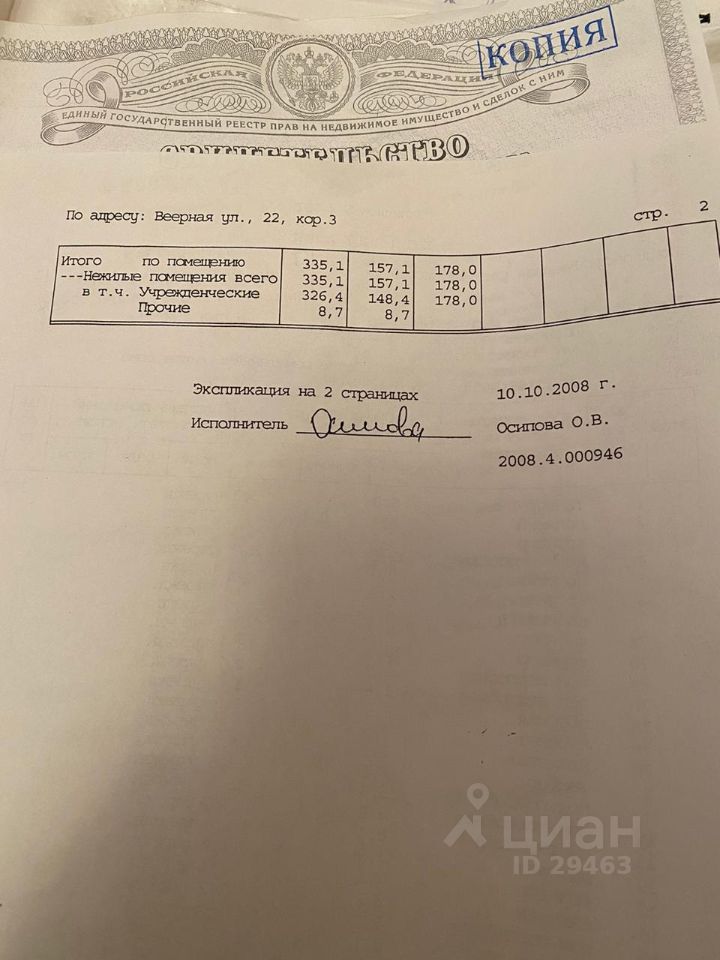 КОПИЯ
РОССИЙСКАЯ ФЕДЕРАЦИЯ
ЕДИНЫЙ ГОСУДАРСТВЕННЫЙ РЕЕСТР ПРАВ НА НЕДВИЖИМОЕ ИМУЩЕСТВО И СДЕЛОК С НИМ
СВИДЕТЕЛЬСТВО
По адресу: Веерная ул., 22, кор.3 стр. 2
Итого по помещению 335,1 157,1 178,0
---Нежилые помещения всего 335,1 157,1 178,0
в т.ч. Учрежденческие 326,4 148,4 178,0
Прочие 8,7 8,7
Экспликация на 2 страницах 10.10.2008 г.
Исполнитель Осипова Осипова О.В.
2008.4.000946
циан
ID 29463